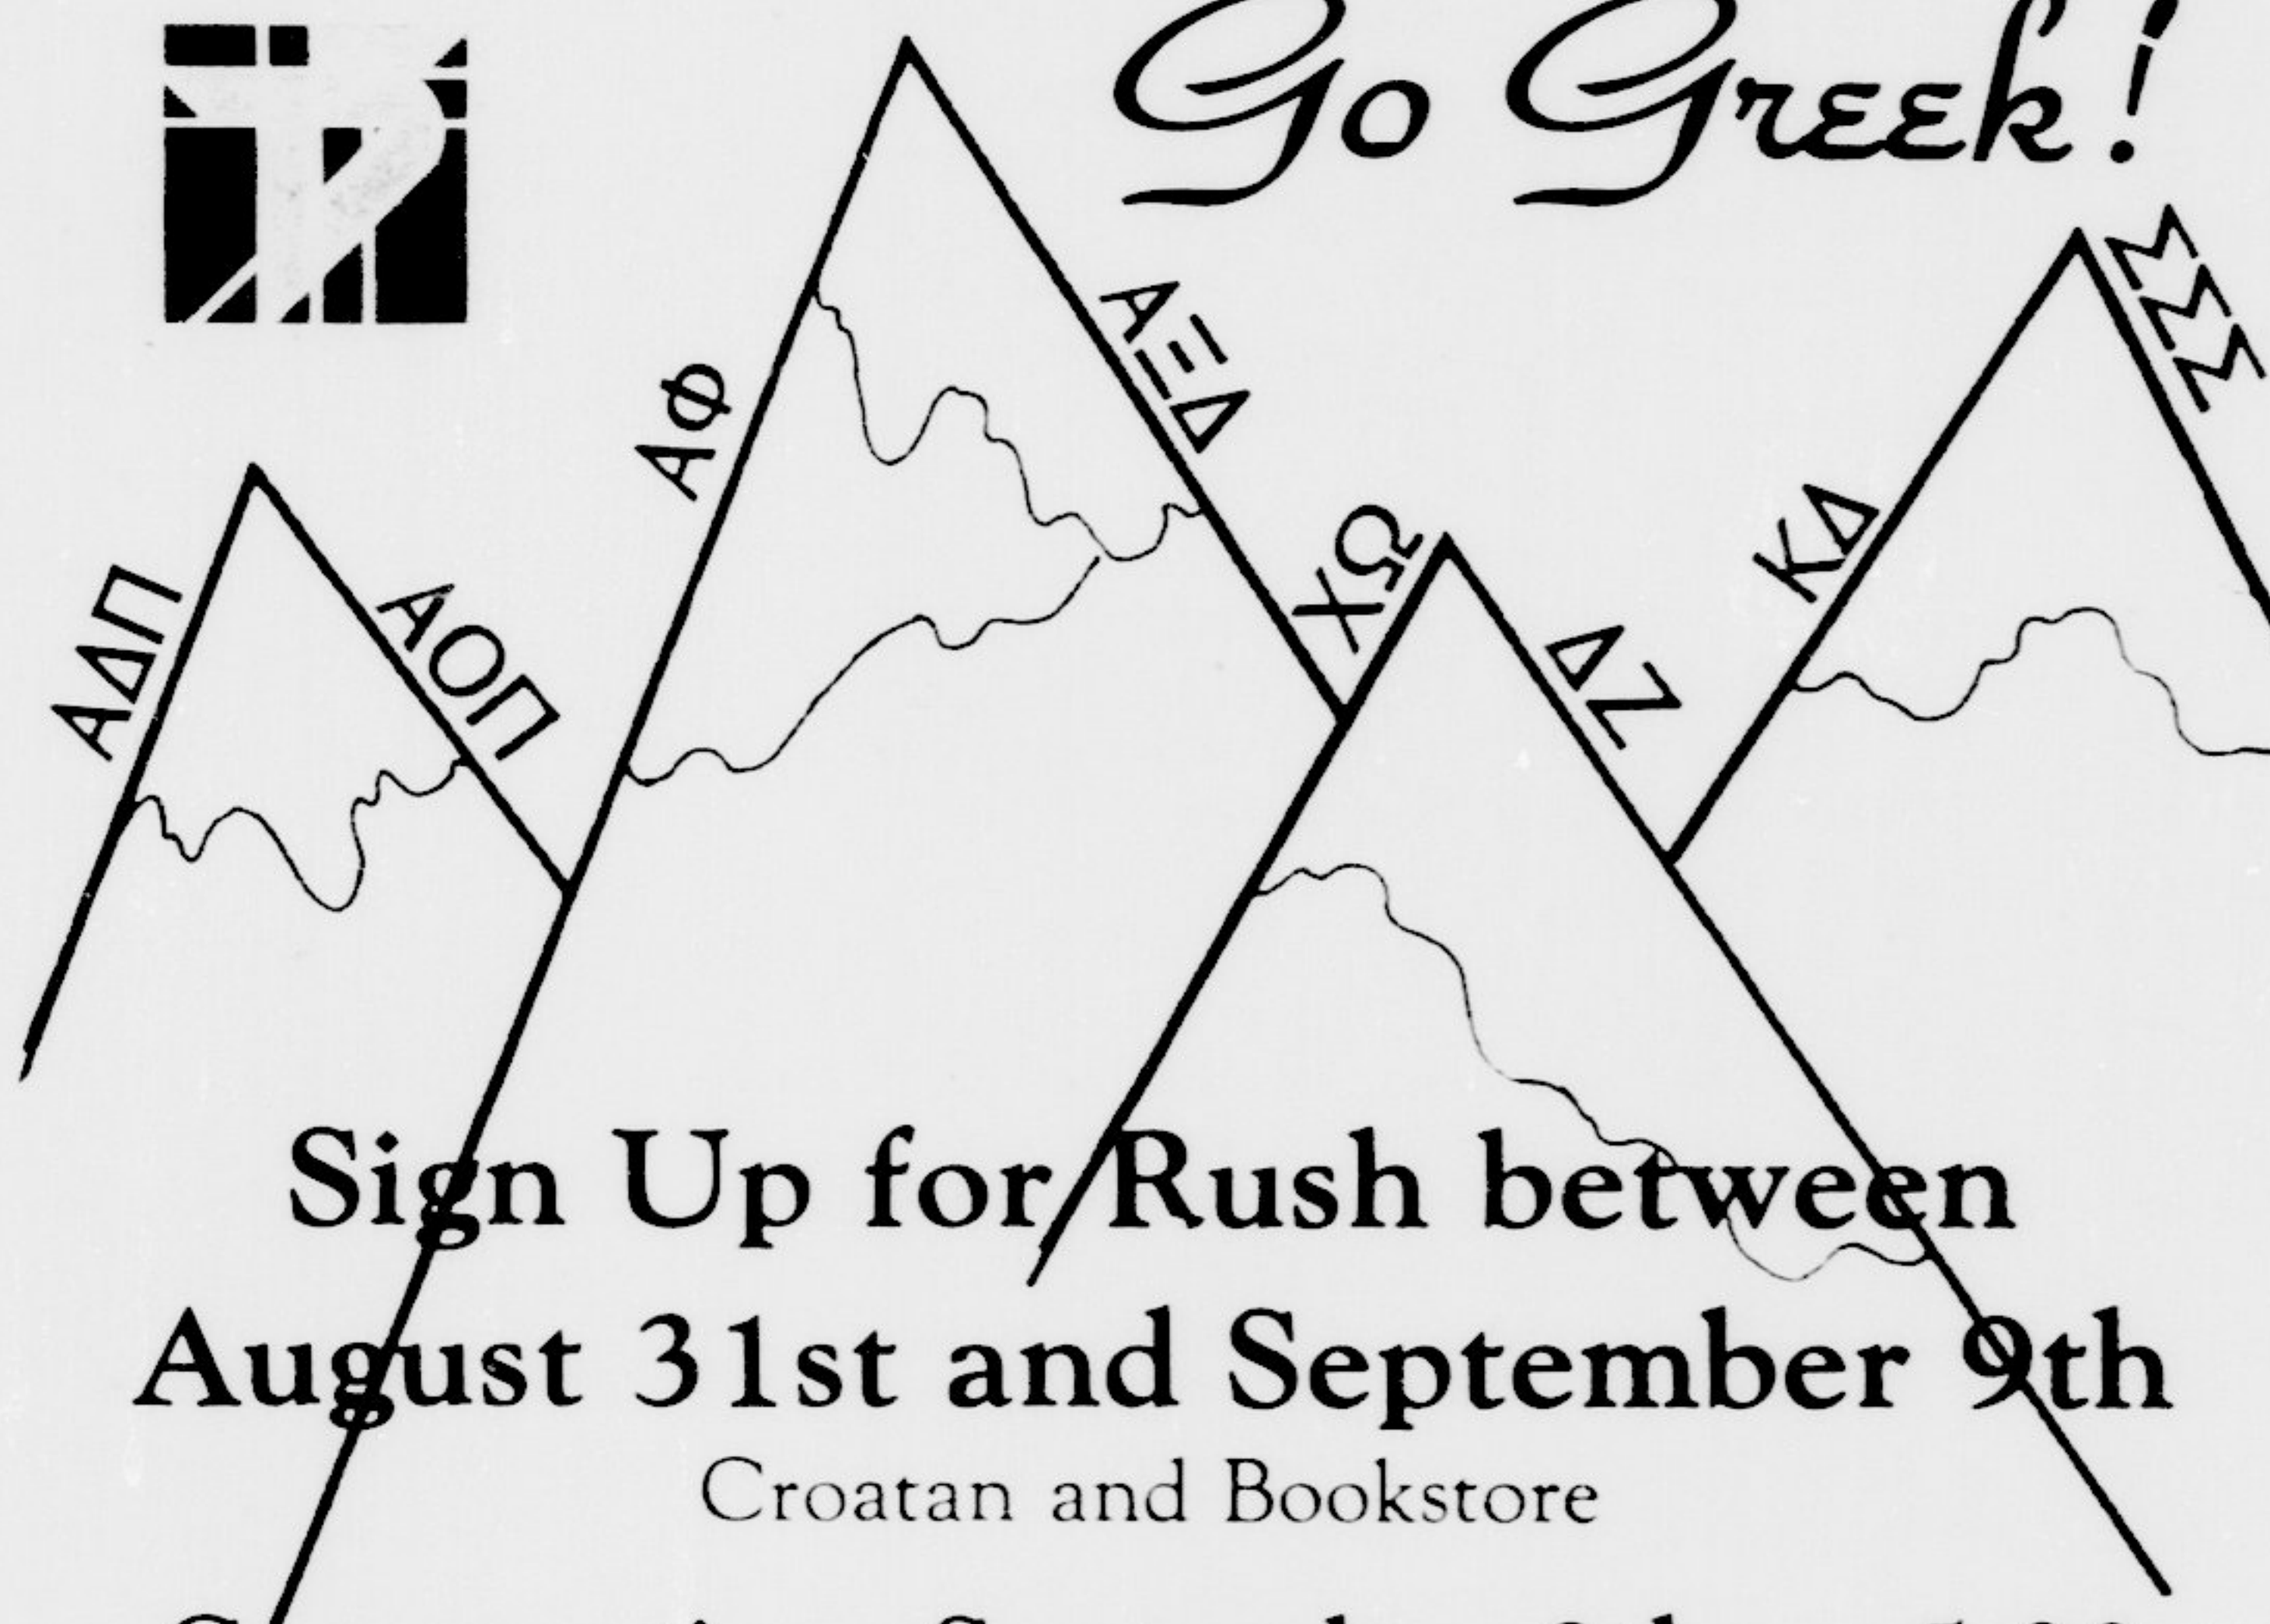 Go Greek!
ΣΣΣ
ΑΞΔ
ΑΦ
ΚΔ
ΧΩ
ΑΔΠ
ΑΟΠ
ΔΖ
Sign Up for Rush between
August 31st and September 9th
Croatan and Bookstore